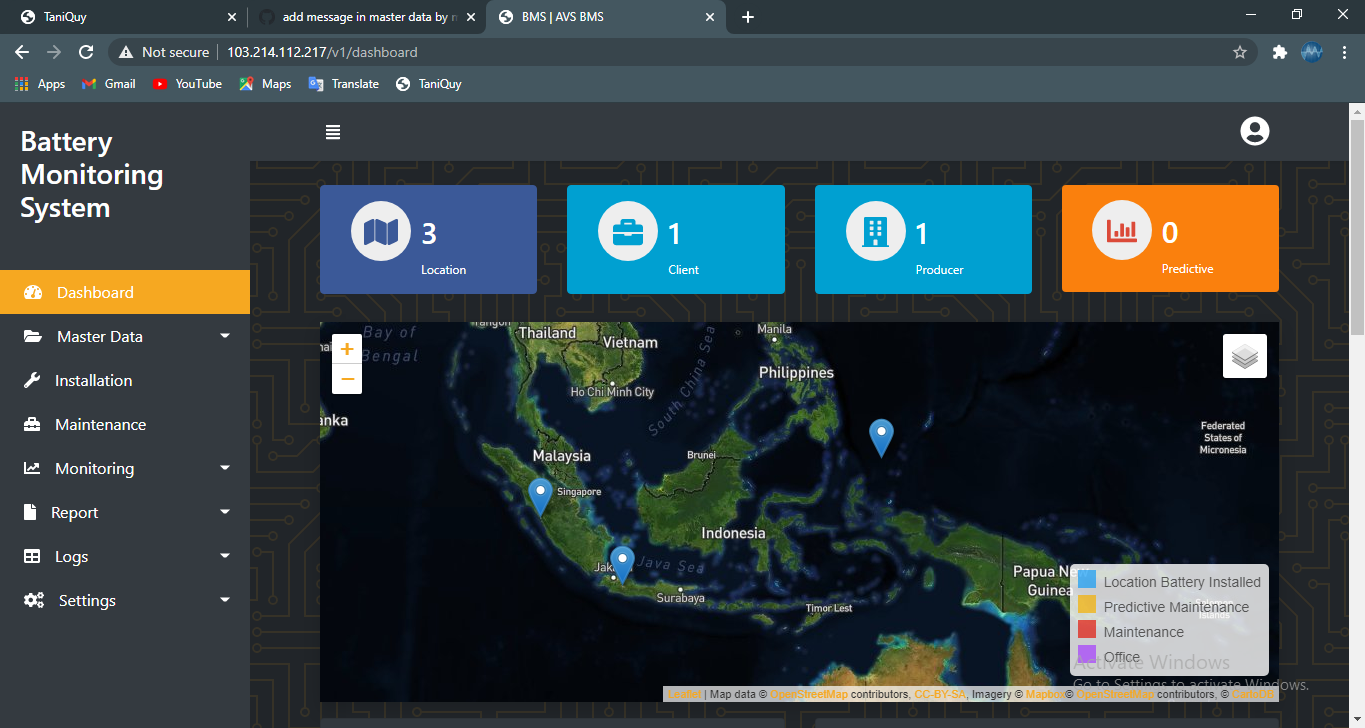 TaniQuy
add message in master data by
BMS | AVS BMS
Not secure
103.214.112.217/v1/dashboard
Apps
Gmail
YouTube
Maps
Translate
TaniQuy
Battery
Monitoring
System
Dashboard
Master Data
Installation
Maintenance
Monitoring
Report
Logs
Settings
3
Location
1
Client
1
Producer
0
Predictive
+
−
Bay of
Bengal
Thailand
Vietnam
Ho Chi Minh City
South China Sea
Manila
Philippines
anka
Malaysia
Brunei
Singapore
Federated
States of
Micronesia
Indonesia
Java Sea
Surabaya
Timor Lest
Papua New
Guinea
Location Battery Installed
Predictive Maintenance
Maintenance
Office
Activate Windows
Go to Settings to activate Windows.
Leaflet | Map data © OpenStreetMap contributors, CC-BY-SA, Imagery © Mapbox© OpenStreetMap contributors, © CartoDB